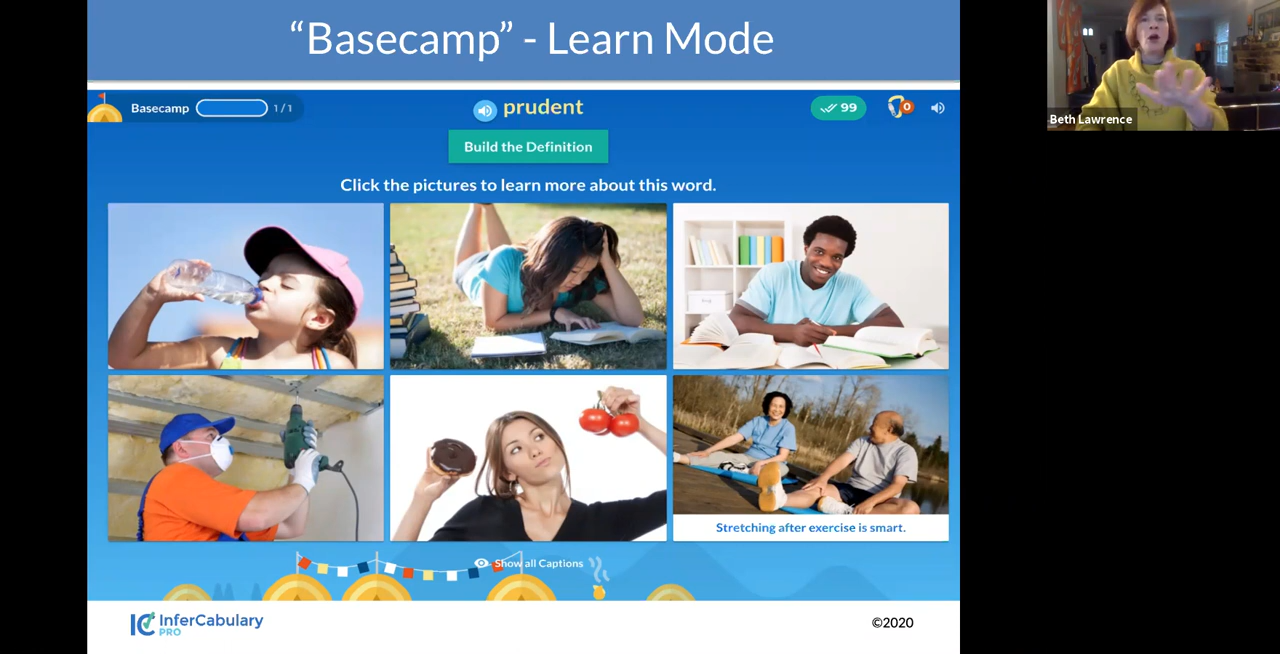 “Basecamp” - Learn Mode
Basecamp 1 / 1
prudent
99
0
Build the Definition
Click the pictures to learn more about this word.
Stretching after exercise is smart.
Show all Captions
IC InferCabulary
PRO
©2020
Beth Lawrence